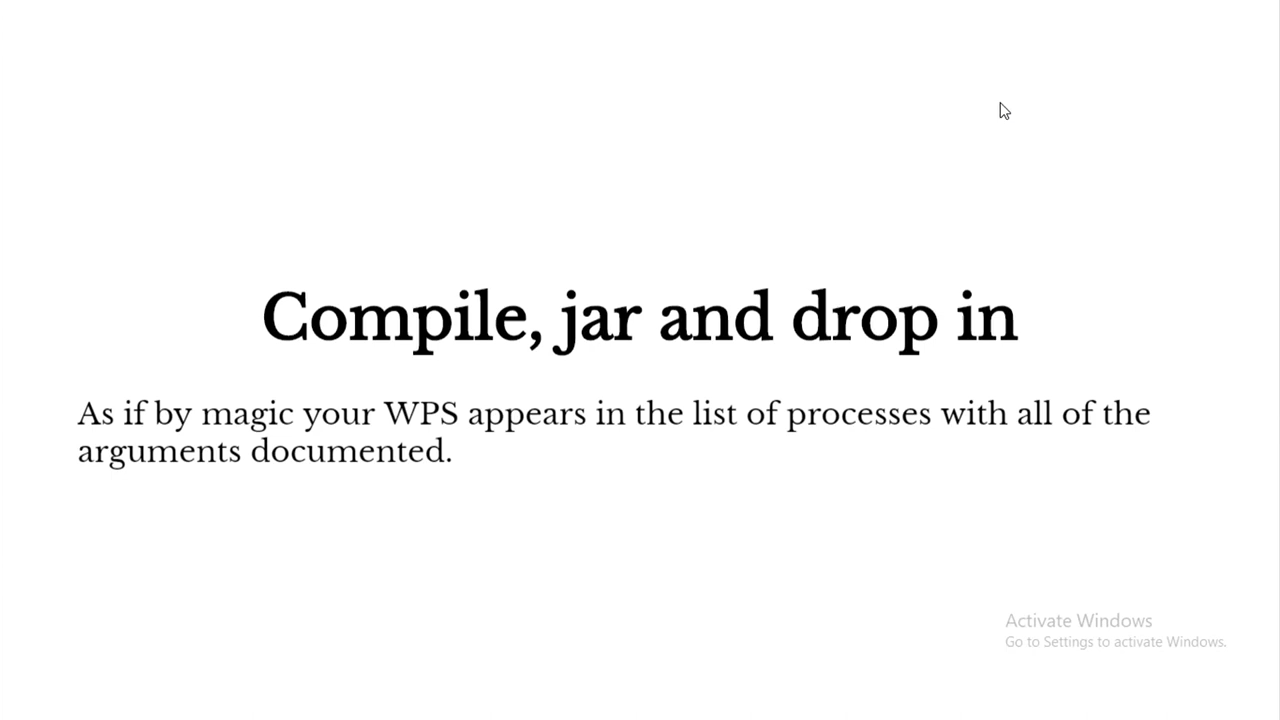 Compile, jar and drop in
As if by magic your WPS appears in the list of processes with all of the
arguments documented.
Activate Windows
Go to Settings to activate Windows.